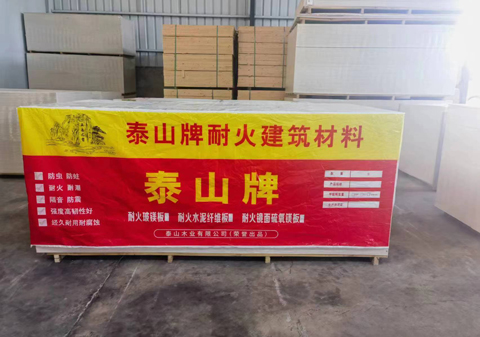 泰山牌耐火建筑材料
泰山牌
防虫 防蛀
耐火 耐潮
隔音 防震
强度高韧性好
经久耐用耐腐蚀
耐火玻镁板
耐火水泥纤维板
耐火镜面硫氧镁板
泰山木业有限公司(荣誉出品)